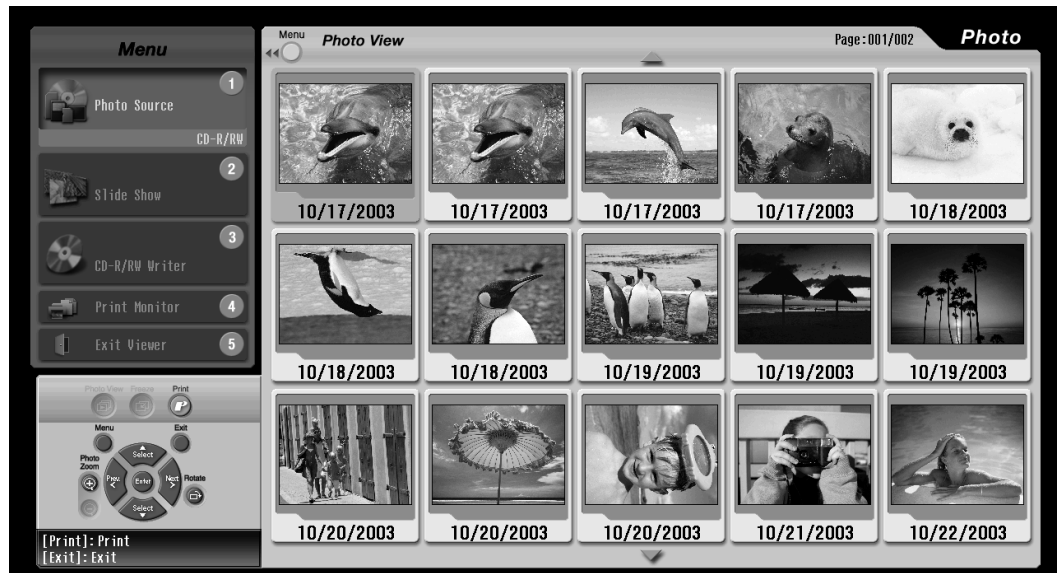 Menu
1
Photo Source
CD-R/RW
2
Slide Show
3
CD-R/RW Writer
Print Monitor 4
Exit Viewer 5
Photo View Freeze Print
Menu Exit
Photo
Zoom
Select
Prev. Enter Next
Rotate
Select
[Print]: Print
[Exit]: Exit
Menu
Photo View
Page:001/002
Photo
10/17/2003 10/17/2003 10/17/2003 10/17/2003 10/18/2003
10/18/2003 10/18/2003 10/19/2003 10/19/2003 10/19/2003
10/20/2003 10/20/2003 10/20/2003 10/21/2003 10/22/2003